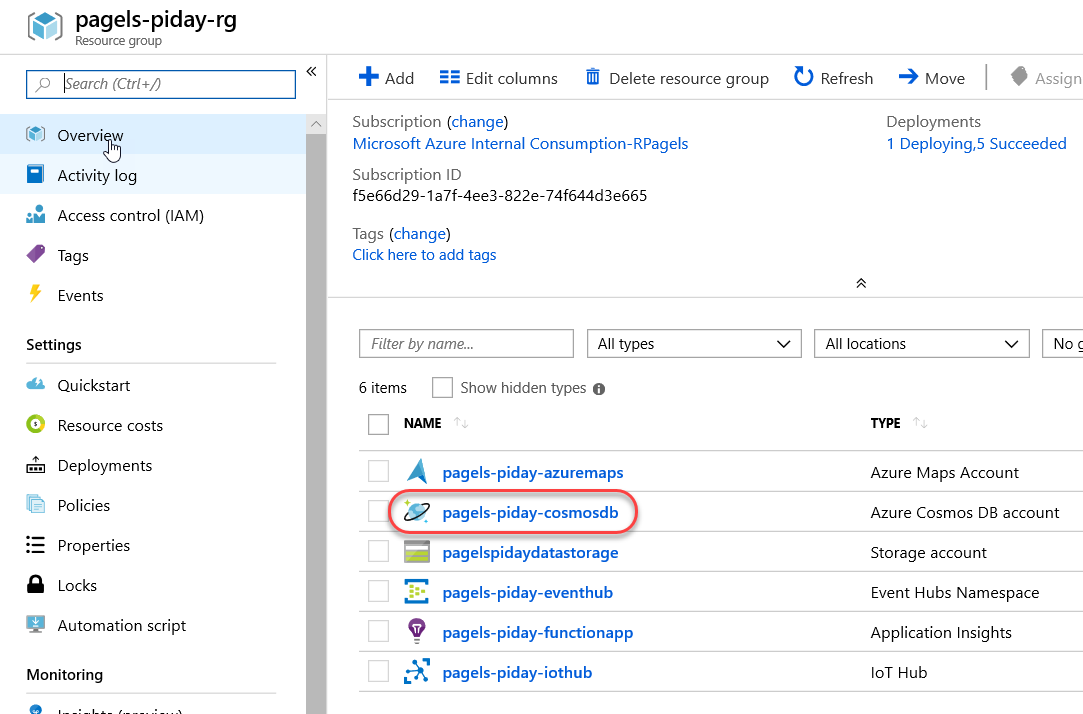 pagels-piday-rg
Resource group
Search (Ctrl+/)
Overview
Activity log
Access control (IAM)
Tags
Events
Settings
Quickstart
Resource costs
Deployments
Policies
Properties
Locks
Automation script
Monitoring
Insights (preview)
Add Edit columns Delete resource group Refresh Move Assign
Subscription (change)
Microsoft Azure Internal Consumption-RPagels
Deployments
1 Deploying,5 Succeeded
Subscription ID
f5e66d29-1a7f-4ee3-822e-74f644d3e665
Tags (change)
Click here to add tags
Filter by name... All types All locations No g
6 items Show hidden types
NAME TYPE
pagels-piday-azuremaps Azure Maps Account
pagels-piday-cosmosdb Azure Cosmos DB account
pagelspidaydatastorage Storage account
pagels-piday-eventhub Event Hubs Namespace
pagels-piday-functionapp Application Insights
pagels-piday-iothub IoT Hub